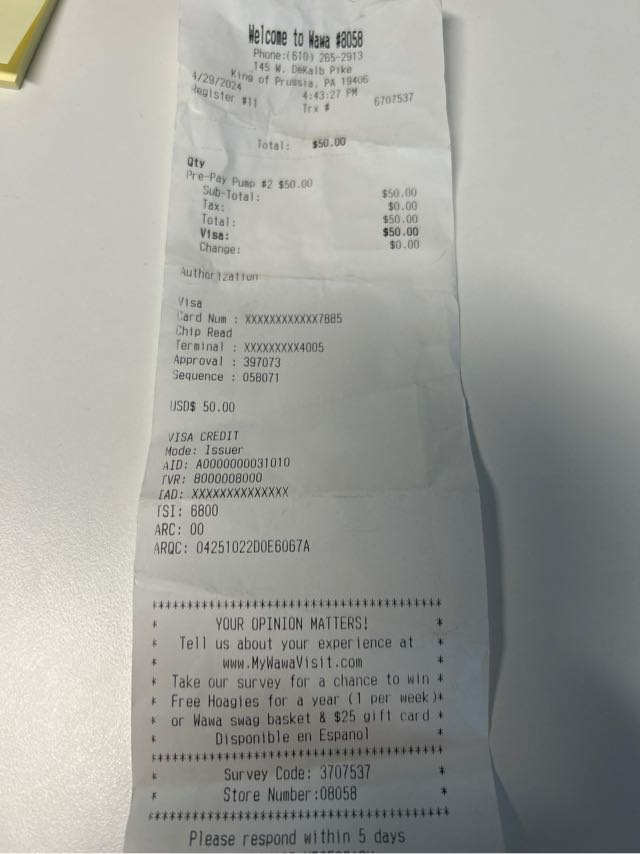 Welcome to Wawa #8058
Phone:(610) 265-2913
145 W. DeKalb Pike
King of Prussia, PA 19406
4/29/2024 4:43:27 PM
Register #11 Trx # 6707537
Total: $50.00
Qty
Pre-Pay Pump #2 $50.00
Sub-Total: $50.00
Tax: $0.00
Total: $50.00
Visa: $50.00
Change: $0.00
Authorization
Visa
Card Num : XXXXXXXXXXXX7885
Chip Read
Terminal : XXXXXXXXX4005
Approval : 397073
Sequence : 058071
USD$ 50.00
VISA CREDIT
Mode: Issuer
AID: A0000000031010
TVR: 8000008000
IAD: XXXXXXXXXXXXXX
TSI: 6800
ARC: 00
ARQC: 04251022D0E6067A
******************************************
* YOUR OPINION MATTERS! *
* Tell us about your experience at *
* www.MyWawaVisit.com *
* Take our survey for a chance to win *
* Free Hoagies for a year (1 per week)*
* or Wawa swag basket & $25 gift card *
* Disponible en Espanol *
******************************************
* Survey Code: 3707537 *
* Store Number:08058 *
******************************************
Please respond within 5 days